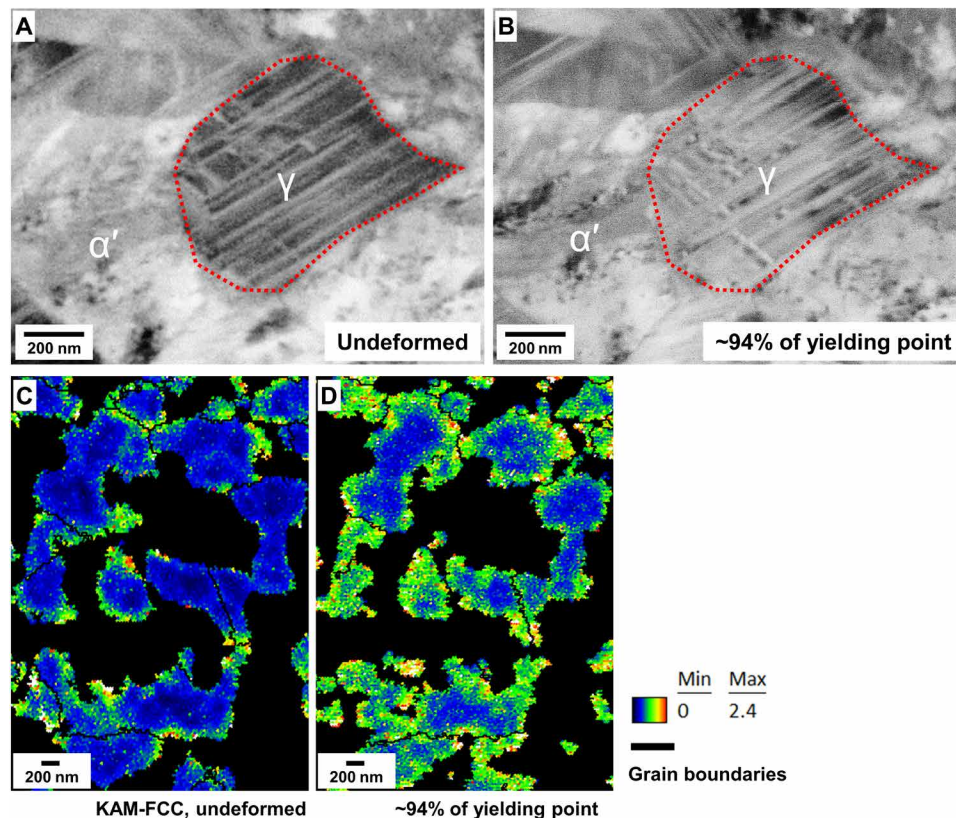 A
γ
α′
200 nm
Undeformed
B
γ
α′
200 nm
~94% of yielding point
C
200 nm
KAM-FCC, undeformed
D
200 nm
~94% of yielding point
Min Max
0 2.4
Grain boundaries